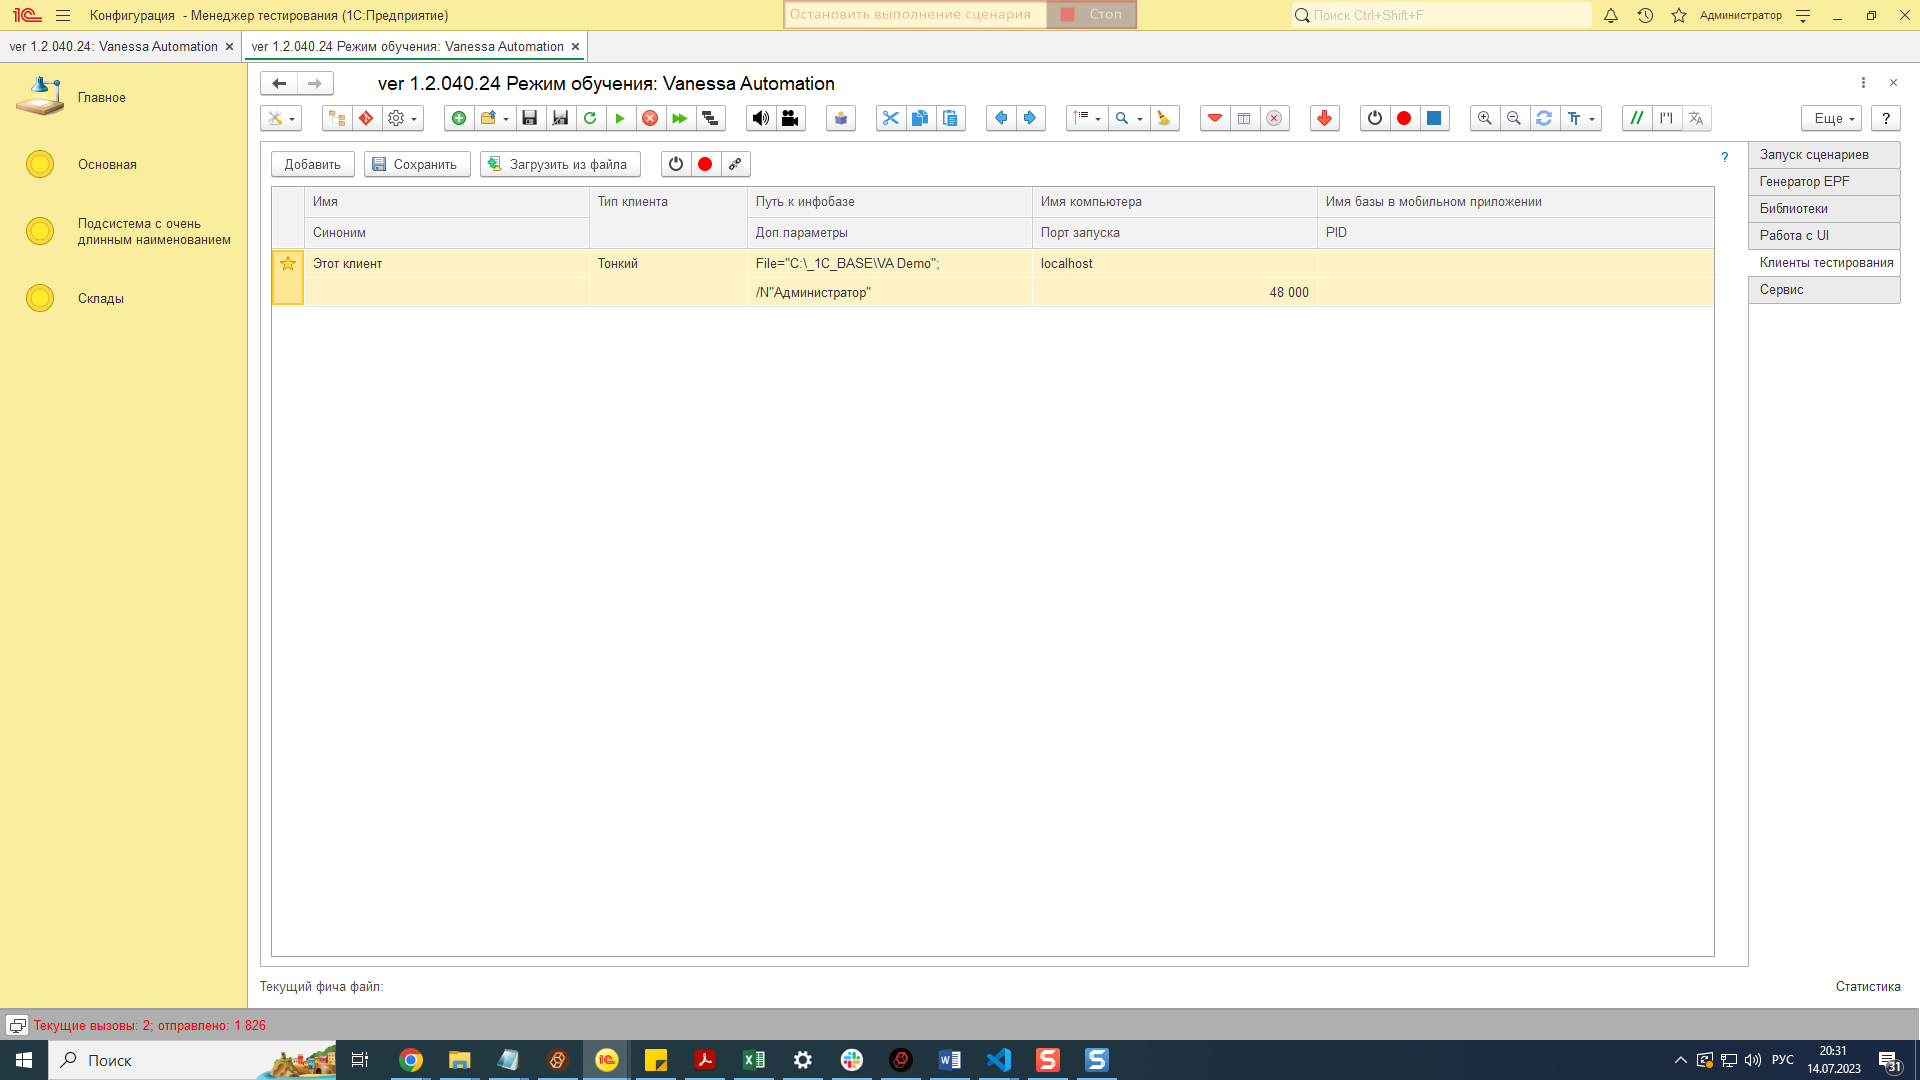 Конфигурация - Менеджер тестирования (1С:Предприятие)
Остановить выполнение сценария
Стоп
Поиск Ctrl+Shift+F
Администратор
ver 1.2.040.24: Vanessa Automation
ver 1.2.040.24 Режим обучения: Vanessa Automation
Главное
Основная
Подсистема с очень
длинным наименованием
Склады
ver 1.2.040.24 Режим обучения: Vanessa Automation
Еще
?
Добавить
Сохранить
Загрузить из файла
?
Имя
Тип клиента
Путь к инфобазе
Имя компьютера
Имя базы в мобильном приложении
Синоним
Доп.параметры
Порт запуска
PID
Этот клиент
Тонкий
File="C:\_1C_BASE\VA Demo";
localhost
/N"Администратор"
48 000
Запуск сценариев
Генератор EPF
Библиотеки
Работа с UI
Клиенты тестирования
Сервис
Текущий фича файл:
Статистика
Текущие вызовы: 2; отправлено: 1 826
Поиск
РУС
20:31
14.07.2023
31